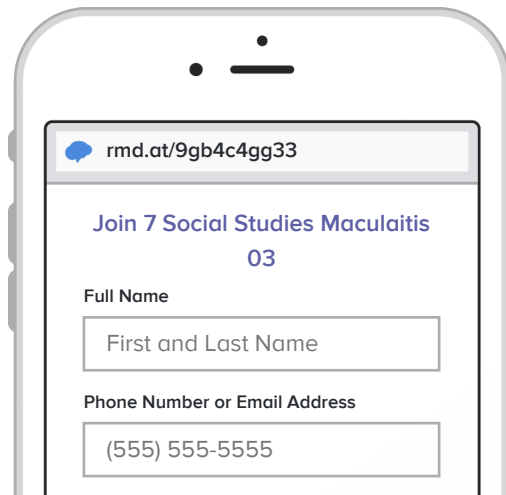 rmd.at/9gb4c4gg33
Join 7 Social Studies Maculaitis
03
Full Name
First and Last Name
Phone Number or Email Address
(555) 555-5555